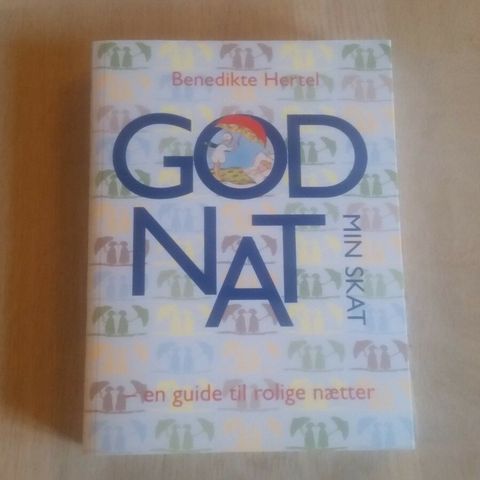 Benedikte Hertel
GOD
NAT
MIN SKAT
– en guide til rolige nætter